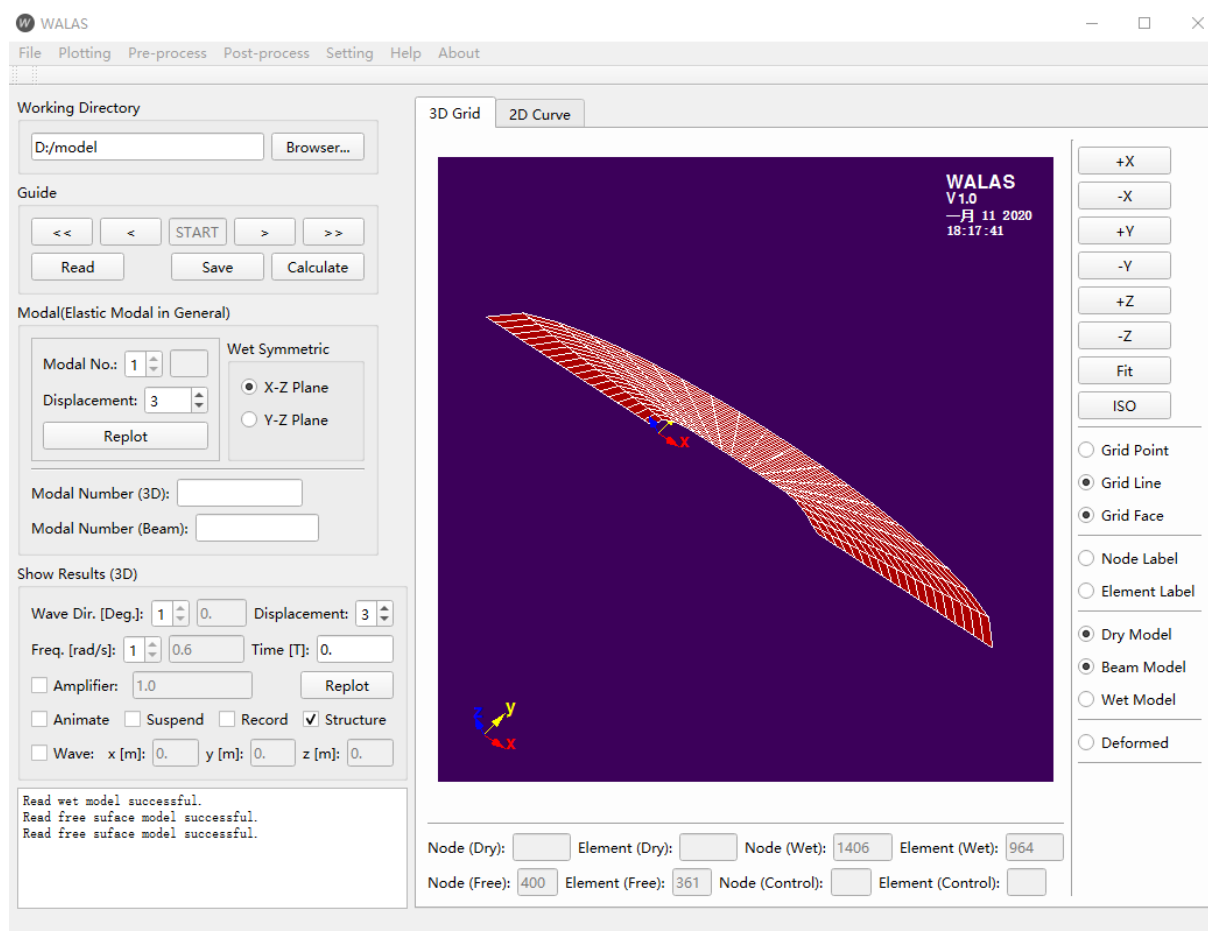 WALAS
File Plotting Pre-process Post-process Setting Help About
Working Directory
D:/model Browser...
Guide
<< < START > >>
Read Save Calculate
Modal(Elastic Modal in General)
Modal No.: 1
Displacement: 3
Replot
Wet Symmetric
X-Z Plane
Y-Z Plane
Modal Number (3D):
Modal Number (Beam):
Show Results (3D)
Wave Dir. [Deg.]: 1 0. Displacement: 3
Freq. [rad/s]: 1 0.6 Time [T]: 0.
Amplifier: 1.0 Replot
Animate Suspend Record Structure
Wave: x [m]: 0. y [m]: 0. z [m]: 0.
Read wet model successful.
Read free suface model successful.
Read free suface model successful.
3D Grid 2D Curve
WALAS
V 1.0
一月 11 2020
18:17:41
x
z y
x
Node (Dry): Element (Dry): Node (Wet): 1406 Element (Wet): 964
Node (Free): 400 Element (Free): 361 Node (Control): Element (Control):
+X
-X
+Y
-Y
+Z
-Z
Fit
ISO
Grid Point
Grid Line
Grid Face
Node Label
Element Label
Dry Model
Beam Model
Wet Model
Deformed